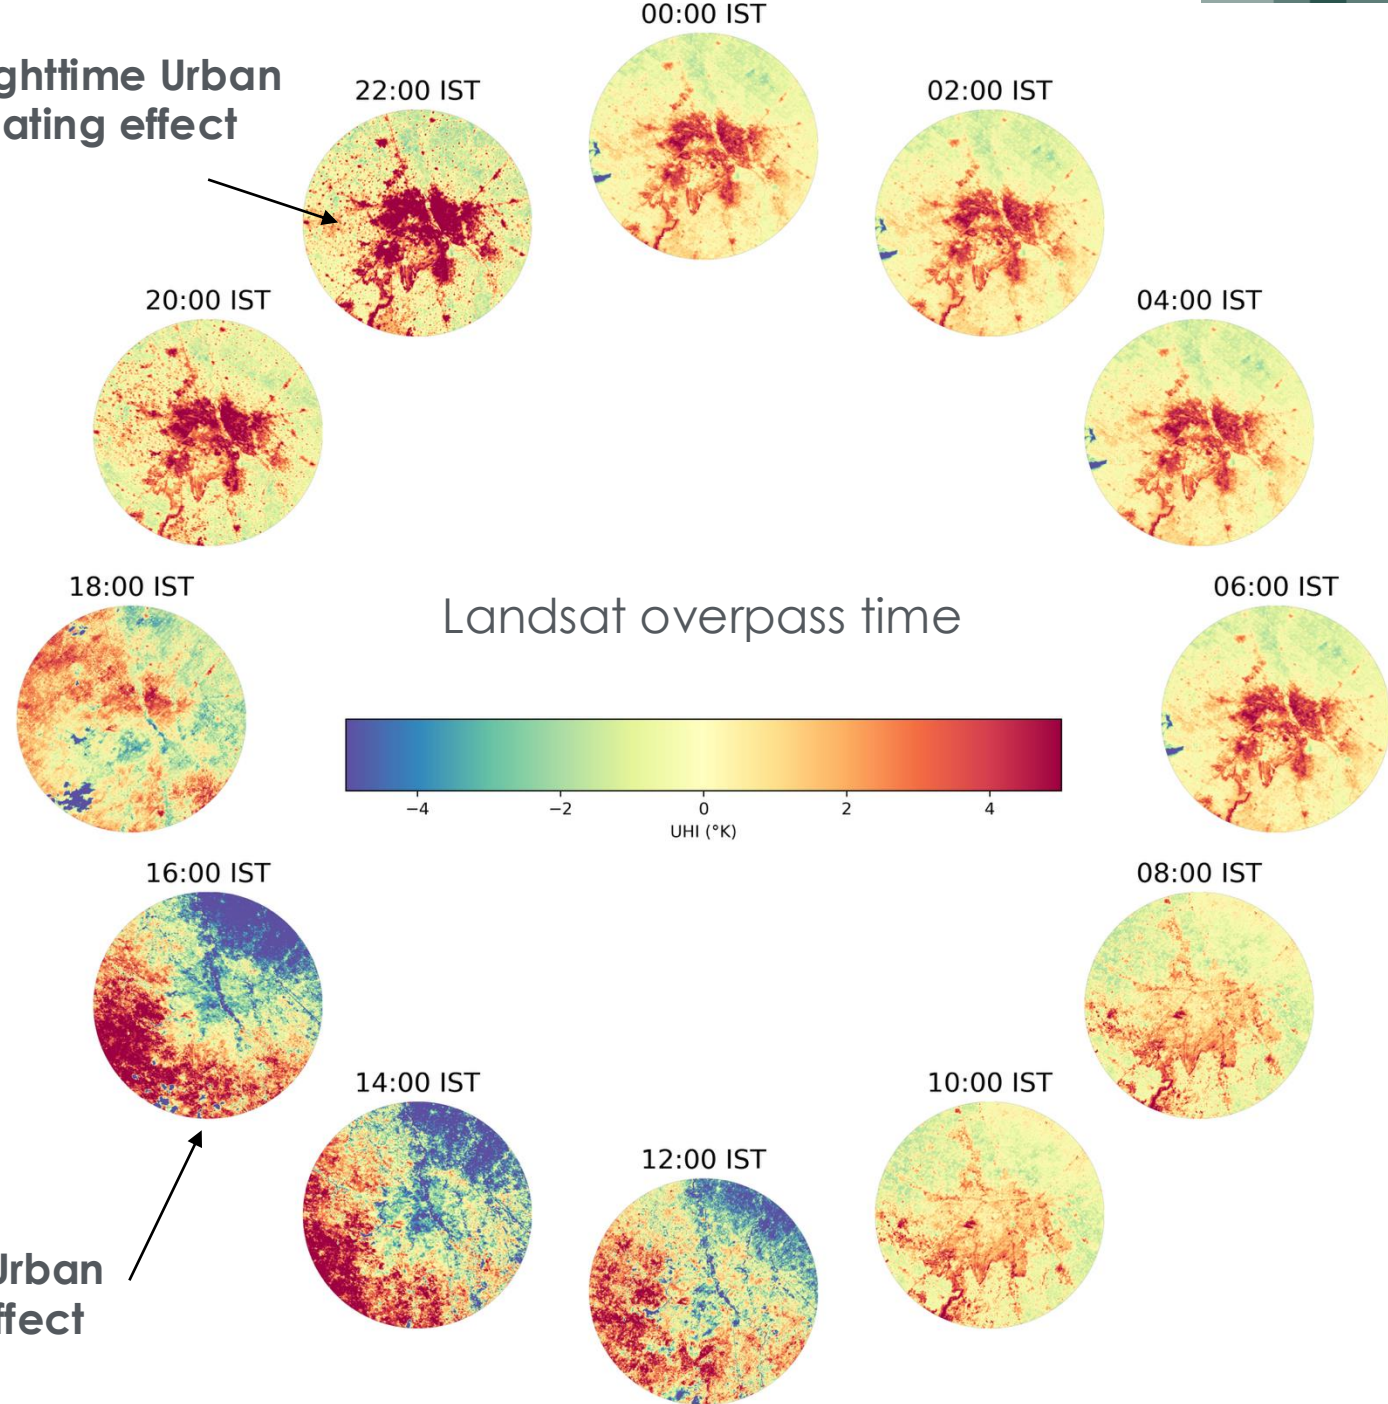 00:00 IST
ghttime Urban
ating effect
22:00 IST
02:00 IST
20:00 IST
04:00 IST
18:00 IST
06:00 IST
Landsat overpass time
−4 −2 0 2 4
UHI (°K)
16:00 IST
08:00 IST
14:00 IST
10:00 IST
12:00 IST
Urban
ffect